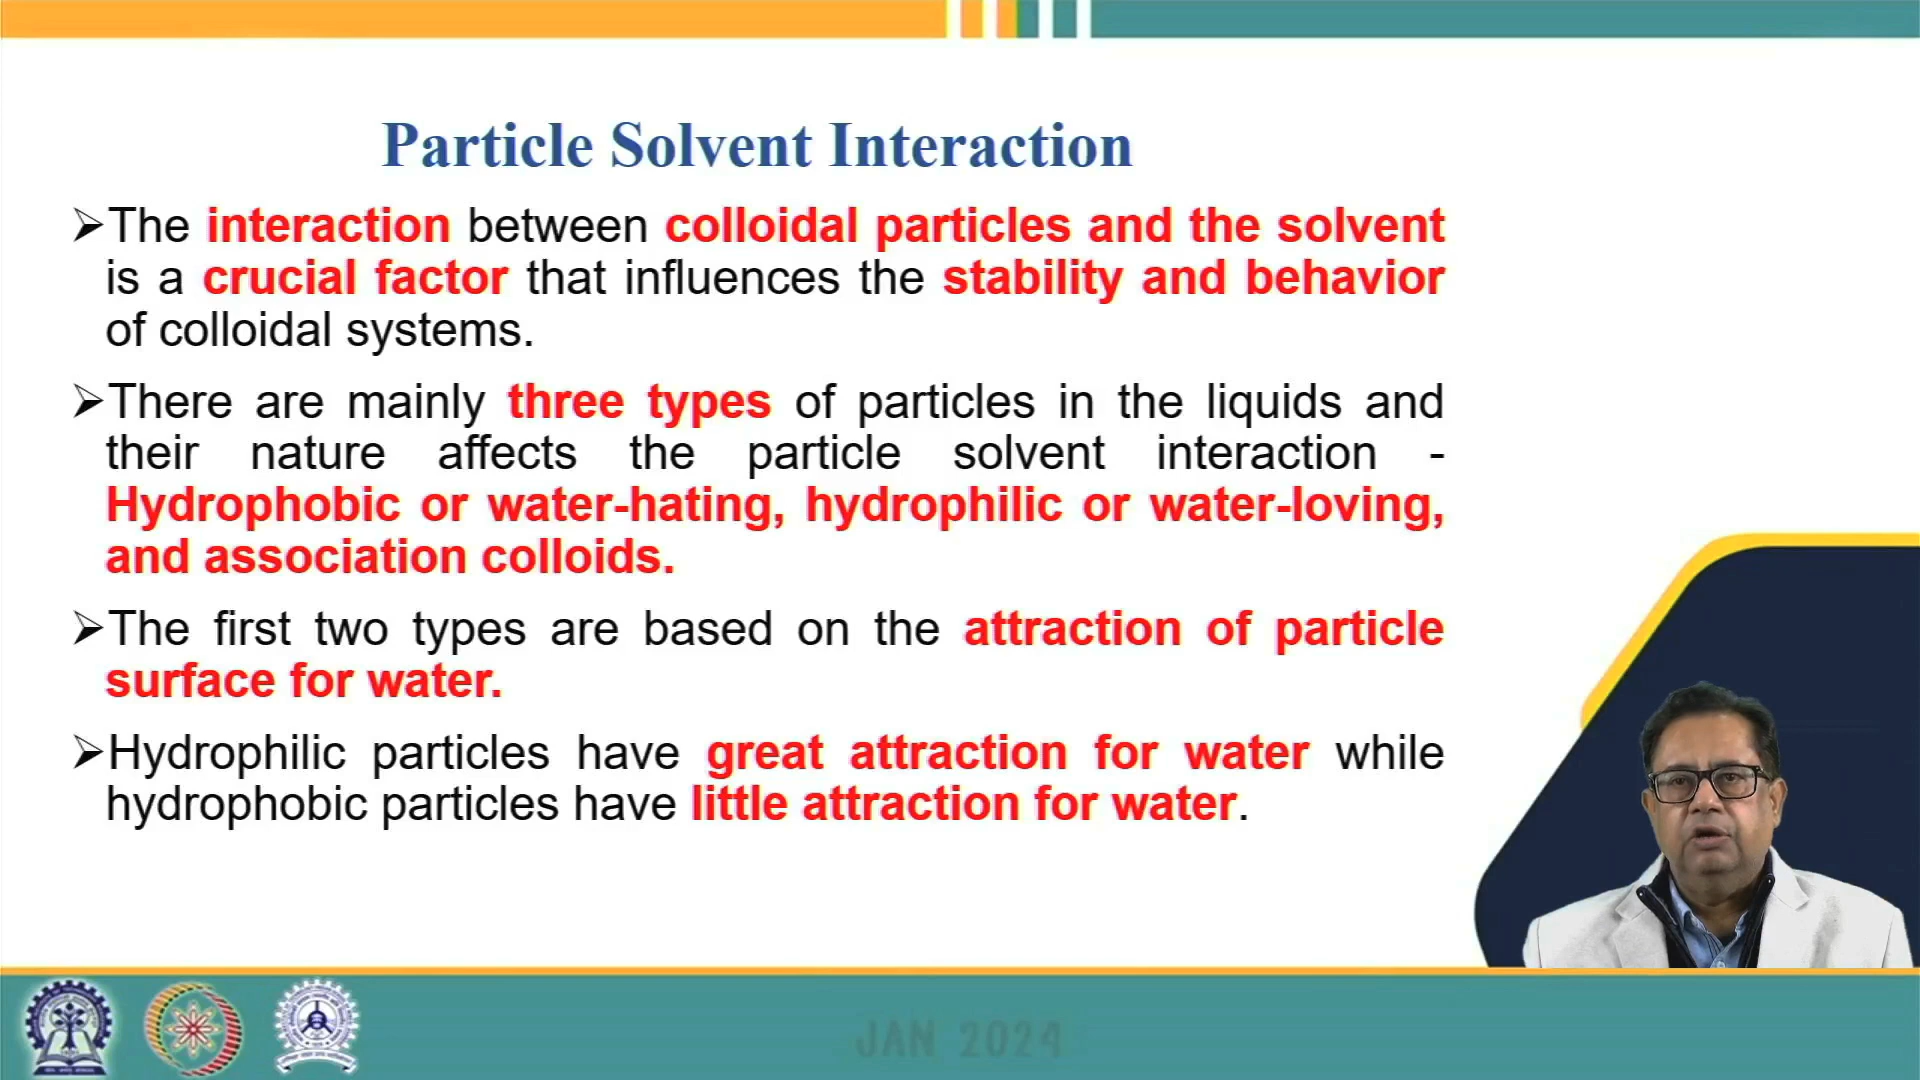 Particle Solvent Interaction
➢The interaction between colloidal particles and the solvent
is a crucial factor that influences the stability and behavior
of colloidal systems.
➢There are mainly three types of particles in the liquids and
their nature affects the particle solvent interaction -
Hydrophobic or water-hating, hydrophilic or water-loving,
and association colloids.
➢The first two types are based on the attraction of particle
surface for water.
➢Hydrophilic particles have great attraction for water while
hydrophobic particles have little attraction for water.
JAN 2024